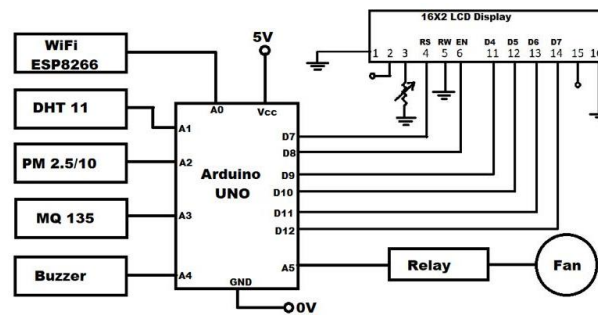 16X2 LCD Display
RS RW EN D4 D5 D6 D7
1 2 3 4 5 6 11 12 13 14 15 16
WiFi
ESP8266
5V
DHT 11
A0 Vcc
A1
D7
PM 2.5/10
A2
D8
Arduino
UNO
D9
D10
MQ 135
A3
D11
D12
Buzzer
A4
A5
Relay
Fan
GND
0V